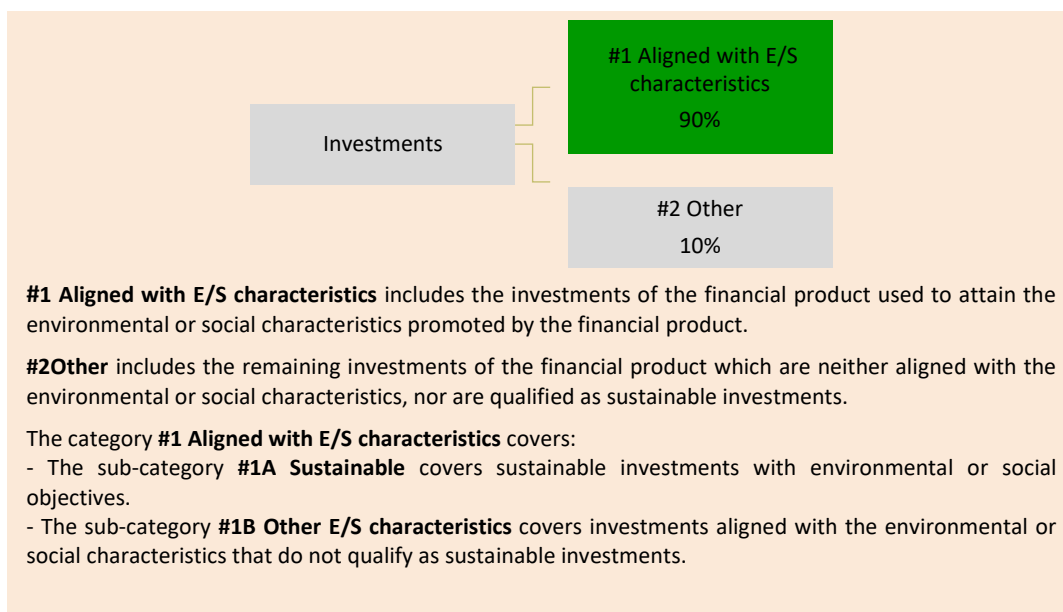 #1 Aligned with E/S
characteristics
90%
Investments
#2 Other
10%
#1 Aligned with E/S characteristics includes the investments of the financial product used to attain the
environmental or social characteristics promoted by the financial product.
#2Other includes the remaining investments of the financial product which are neither aligned with the
environmental or social characteristics, nor are qualified as sustainable investments.
The category #1 Aligned with E/S characteristics covers:
- The sub-category #1A Sustainable covers sustainable investments with environmental or social
objectives.
- The sub-category #1B Other E/S characteristics covers investments aligned with the environmental or
social characteristics that do not qualify as sustainable investments.